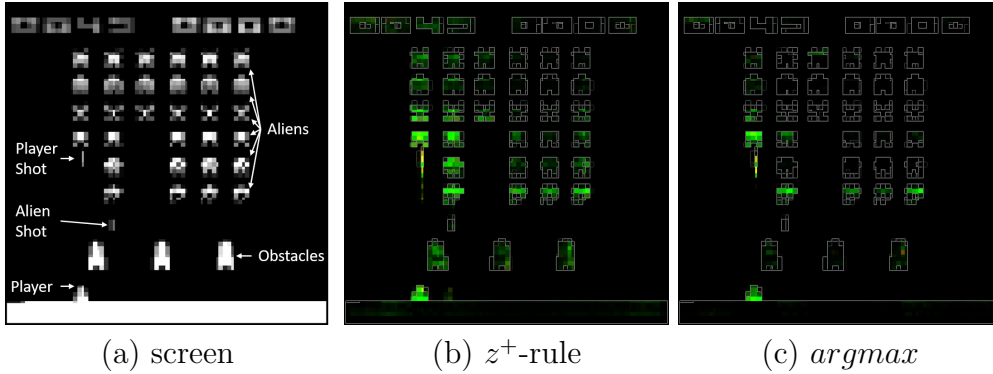 Aliens
Player
Shot
Alien
Shot
Obstacles
Player
(a) screen
(b) z⁺-rule
(c) argmax